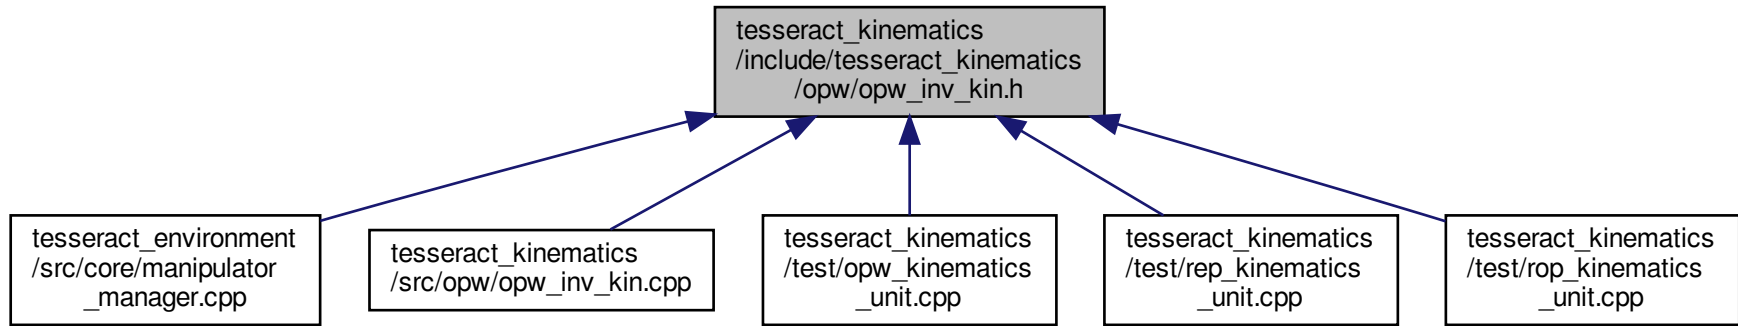 tesseract_kinematics
/include/tesseract_kinematics
/opw/opw_inv_kin.h
tesseract_environment
/src/core/manipulator
_manager.cpp
tesseract_kinematics
/src/opw/opw_inv_kin.cpp
tesseract_kinematics
/test/opw_kinematics
_unit.cpp
tesseract_kinematics
/test/rep_kinematics
_unit.cpp
tesseract_kinematics
/test/rop_kinematics
_unit.cpp